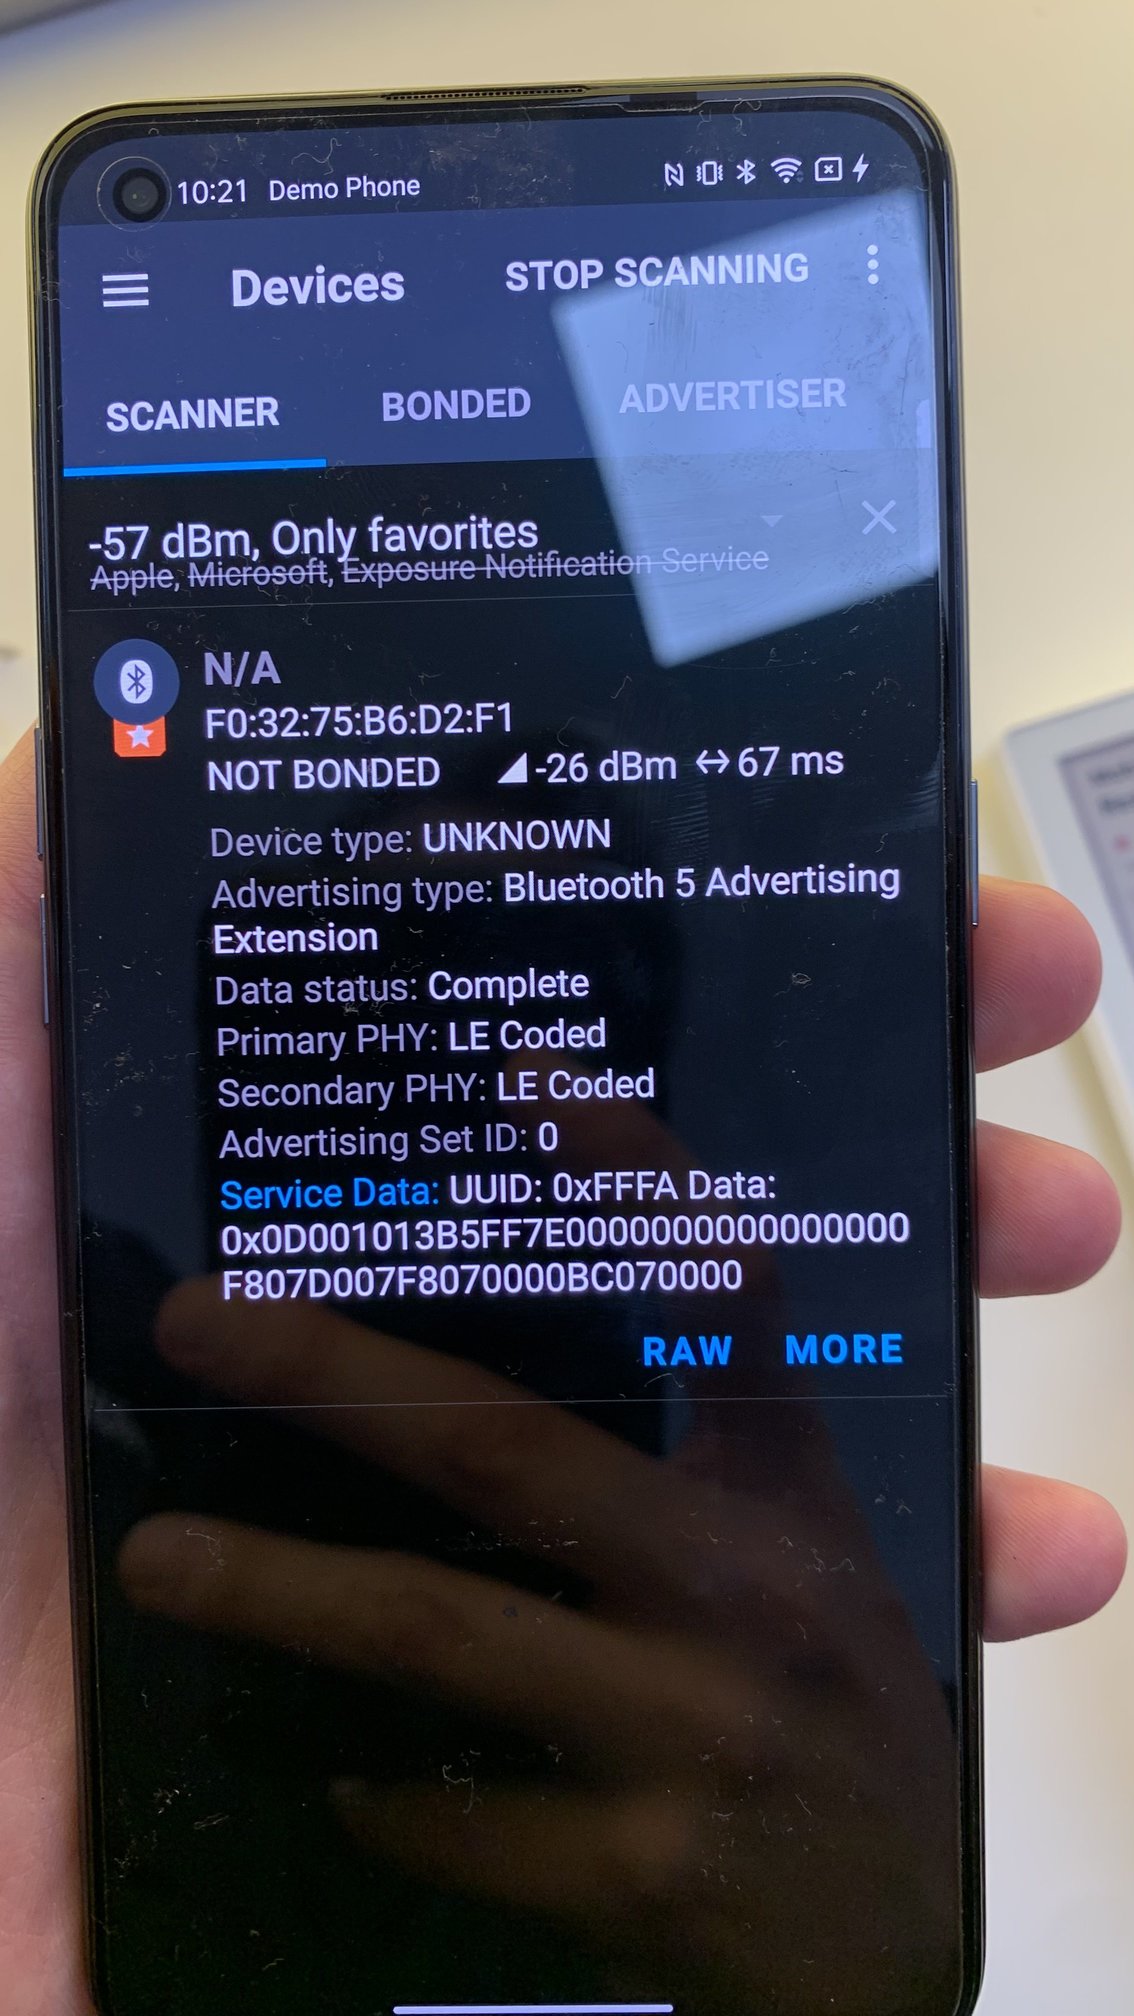 10:21 Demo Phone
Devices STOP SCANNING
SCANNER BONDED ADVERTISER
-57 dBm, Only favorites
Apple, Microsoft, Exposure Notification Service
N/A
F0:32:75:B6:D2:F1
NOT BONDED -26 dBm ↔67 ms
Device type: UNKNOWN
Advertising type: Bluetooth 5 Advertising
Extension
Data status: Complete
Primary PHY: LE Coded
Secondary PHY: LE Coded
Advertising Set ID: 0
Service Data: UUID: 0xFFFA Data:
0x0D001013B5FF7E0000000000000000
F807D007F8070000BC070000
RAW MORE